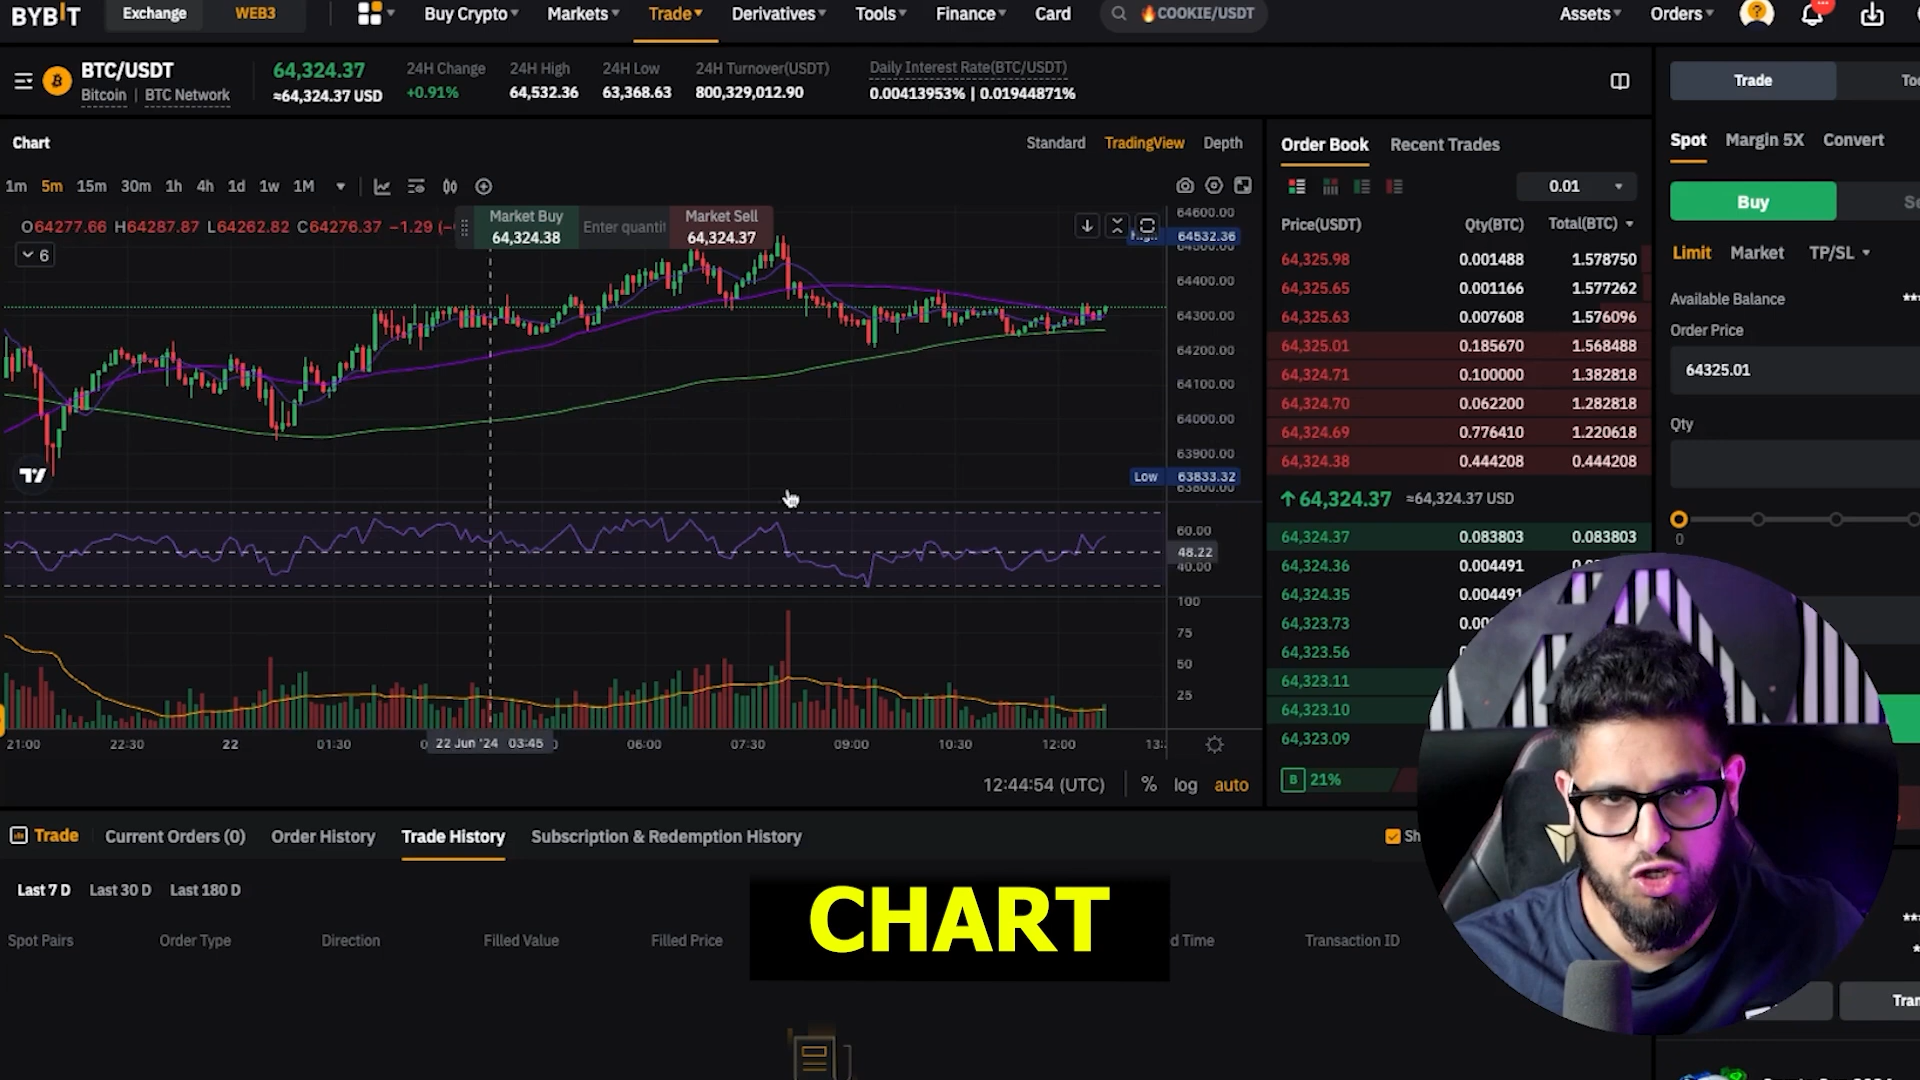 BYBIT
Exchange
WEB3
Buy Crypto
Markets
Trade
Derivatives
Tools
Finance
Card
🔥COOKIE/USDT
Assets
Orders
BTC/USDT
Bitcoin | BTC Network
64,324.37
≈64,324.37 USD
24H Change
+0.91%
24H High
64,532.36
24H Low
63,368.63
24H Turnover(USDT)
800,329,012.90
Daily Interest Rate(BTC/USDT)
0.00413953% | 0.01944871%
Chart
Standard
TradingView
Depth
1m 5m 15m 30m 1h 4h 1d 1w 1M
O64277.66 H64287.87 L64262.82 C64276.37 −1.29
6
Market Buy
64,324.38
Enter quantit
Market Sell
64,324.37
64600.00
High 64532.36
64500.00
64400.00
64300.00
64200.00
64100.00
64000.00
63900.00
Low 63833.32
63800.00
60.00
48.22
40.00
100
75
50
25
21:00
22:30
22
01:30
22 Jun '24 03:45
06:00
07:30
09:00
10:30
12:00
12:44:54 (UTC)
%
log
auto
Order Book
Recent Trades
0.01
Price(USDT) Qty(BTC) Total(BTC)
64,325.98 0.001488 1.578750
64,325.65 0.001166 1.577262
64,325.63 0.007608 1.576096
64,325.01 0.185670 1.568488
64,324.71 0.100000 1.382818
64,324.70 0.062200 1.282818
64,324.69 0.776410 1.220618
64,324.38 0.444208 0.444208
64,324.37 ≈64,324.37 USD
64,324.37 0.083803 0.083803
64,324.36 0.004491
64,324.35 0.004491
64,323.73
64,323.56
64,323.11
64,323.10
64,323.09
B 21%
Trade
Spot
Margin 5X
Convert
Buy
Limit
Market
TP/SL
Available Balance
Order Price
64325.01
Qty
0
Trade
Current Orders (0)
Order History
Trade History
Subscription & Redemption History
Last 7 D
Last 30 D
Last 180 D
Spot Pairs
Order Type
Direction
Filled Value
Filled Price
Time
Transaction ID
CHART